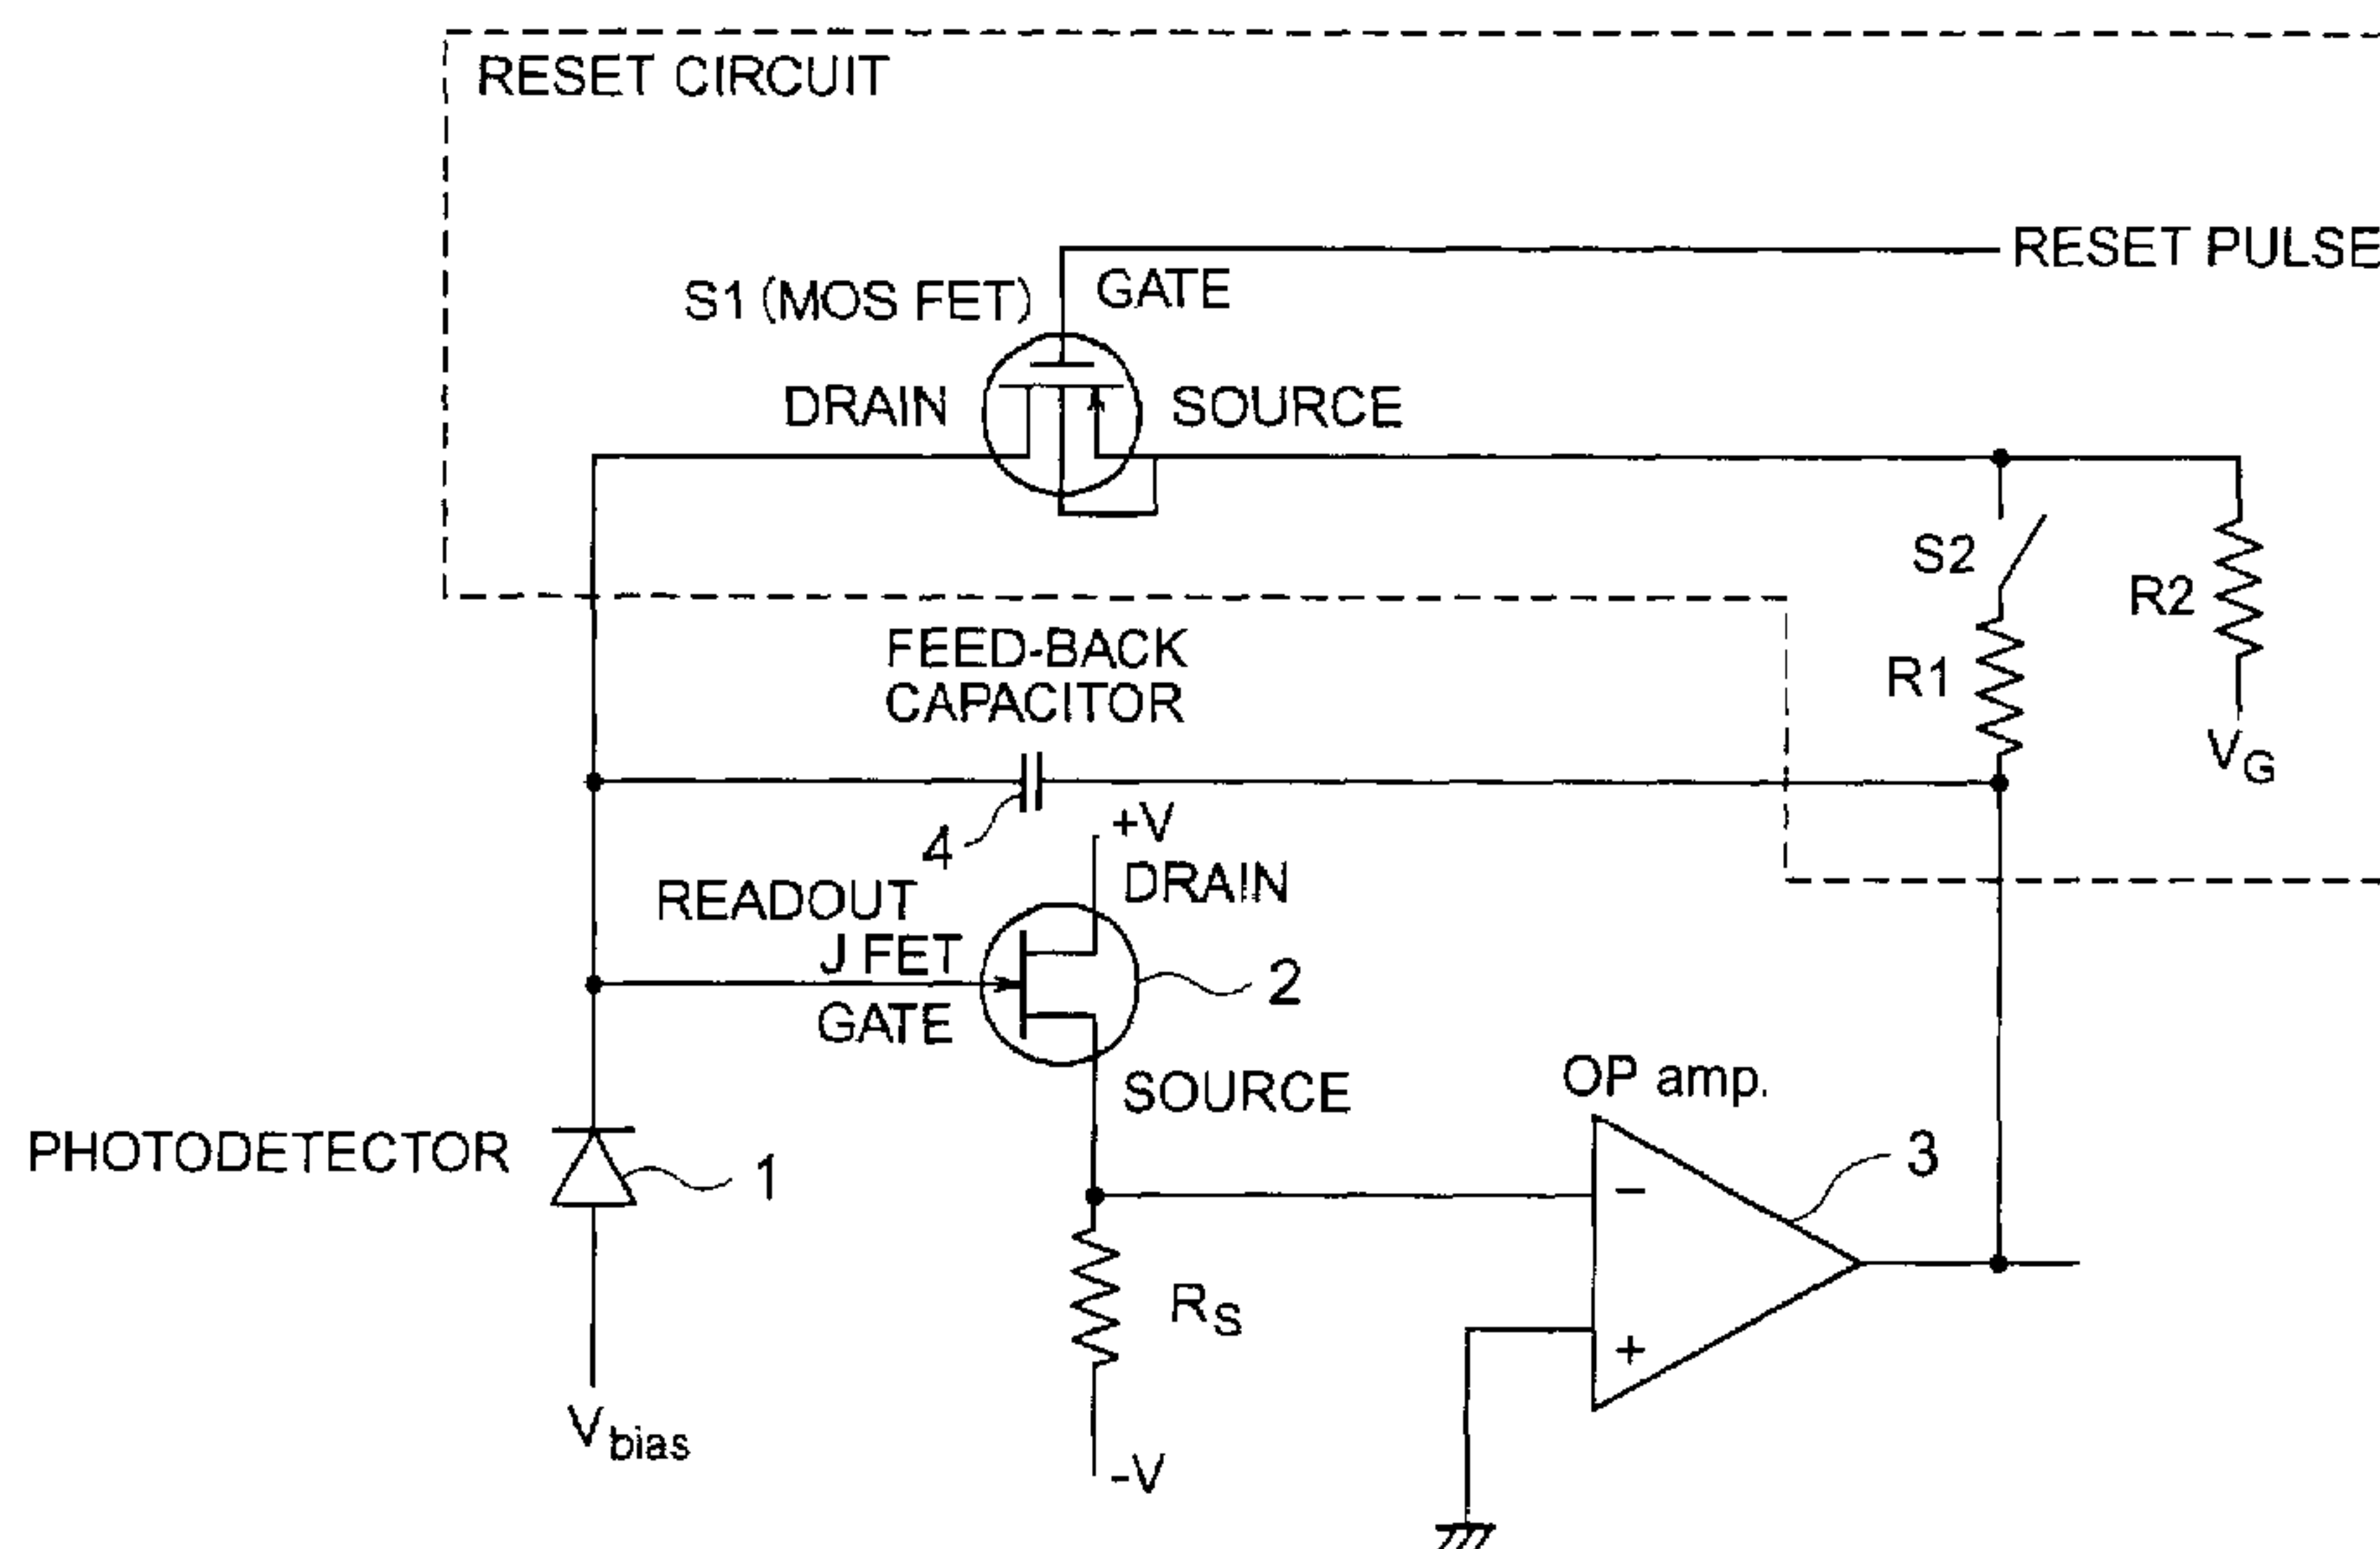 RESET CIRCUIT
RESET PULSE
S1 (MOS FET)
GATE
DRAIN
SOURCE
S2
R2
R1
FEED-BACK
CAPACITOR
VG
4
+V
DRAIN
READOUT
J FET
GATE
2
SOURCE
OP amp.
PHOTODETECTOR
1
3
−
RS
+
Vbias
-V